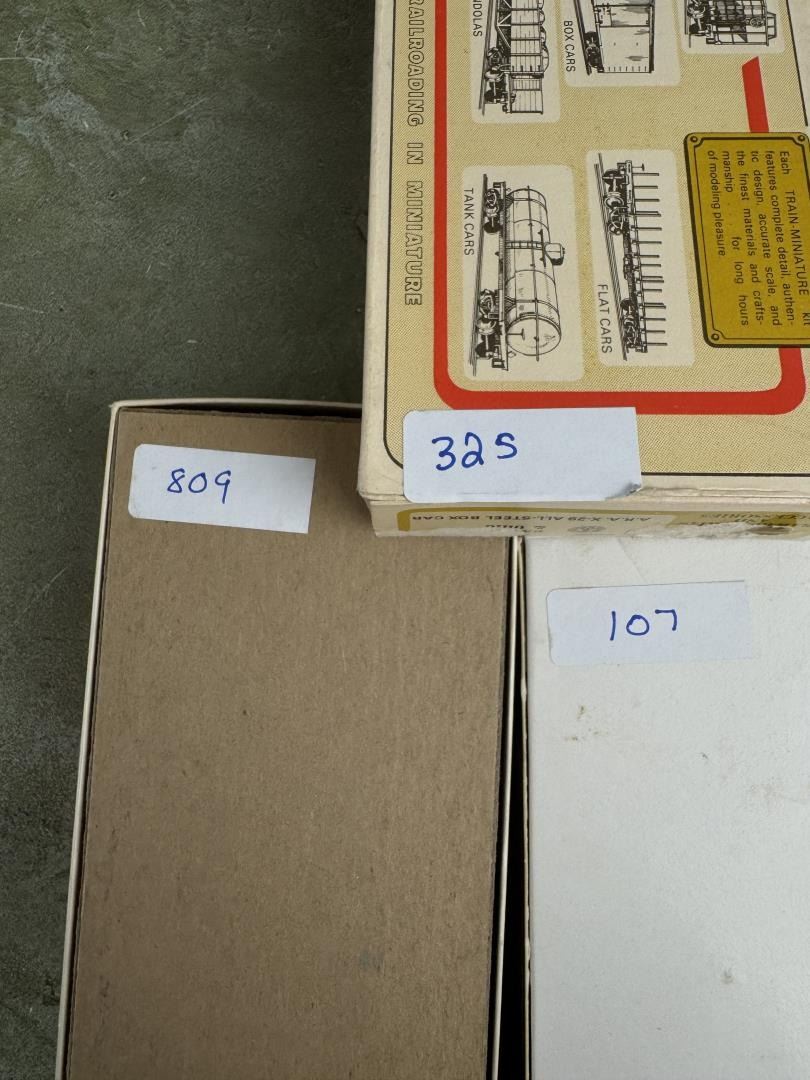 RAILROADING IN MINIATURE
BOX CARS
TANK CARS
FLAT CARS
Each TRAIN-MINIATURE KIT
features complete detail, authen-
tic design, accurate scale, and
the finest materials and crafts-
manship for long hours
of modeling pleasure.
325
A.K.A. X-29 ALL-STEEL BOX CAR
809
107